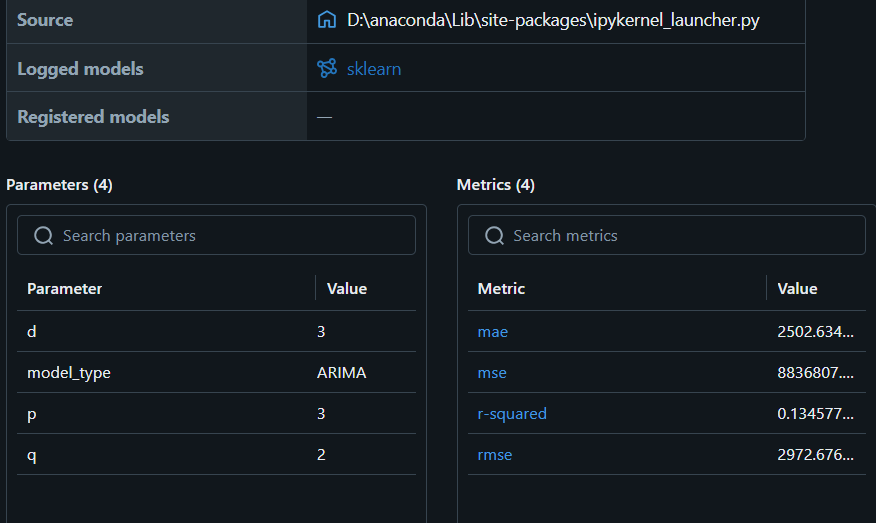 Source D:\anaconda\Lib\site-packages\ipykernel_launcher.py
Logged models sklearn
Registered models —
Parameters (4)
Search parameters
Parameter Value
d 3
model_type ARIMA
p 3
q 2
Metrics (4)
Search metrics
Metric Value
mae 2502.634...
mse 8836807....
r-squared 0.134577...
rmse 2972.676...